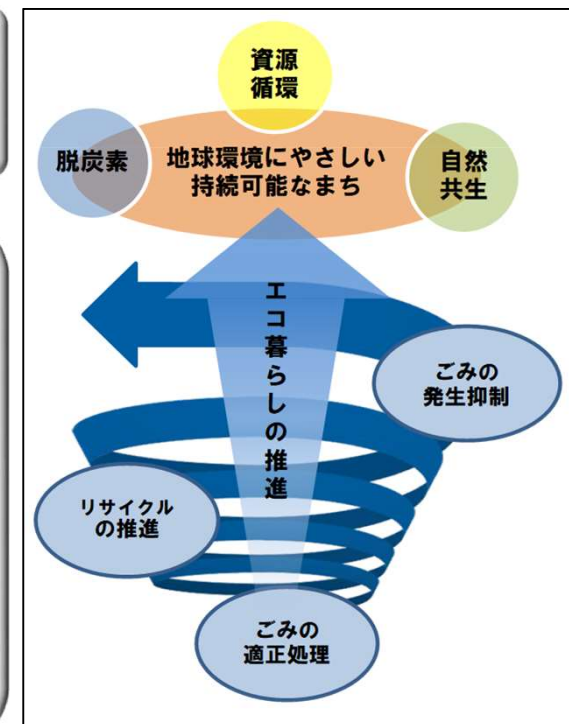 資源
循環
脱炭素
地球環境にやさしい
持続可能なまち
自然
共生
エコ暮らしの推進
ごみの
発生抑制
リサイクル
の推進
ごみの
適正処理